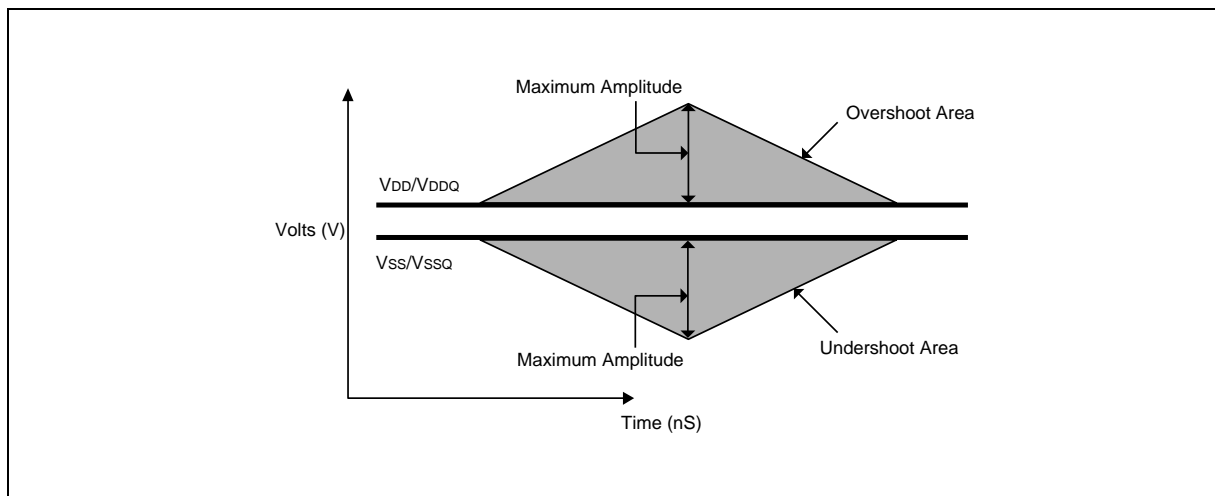 Maximum Amplitude
Overshoot Area
VDD/VDDQ
Volts (V)
VSS/VSSQ
Maximum Amplitude
Undershoot Area
Time (nS)